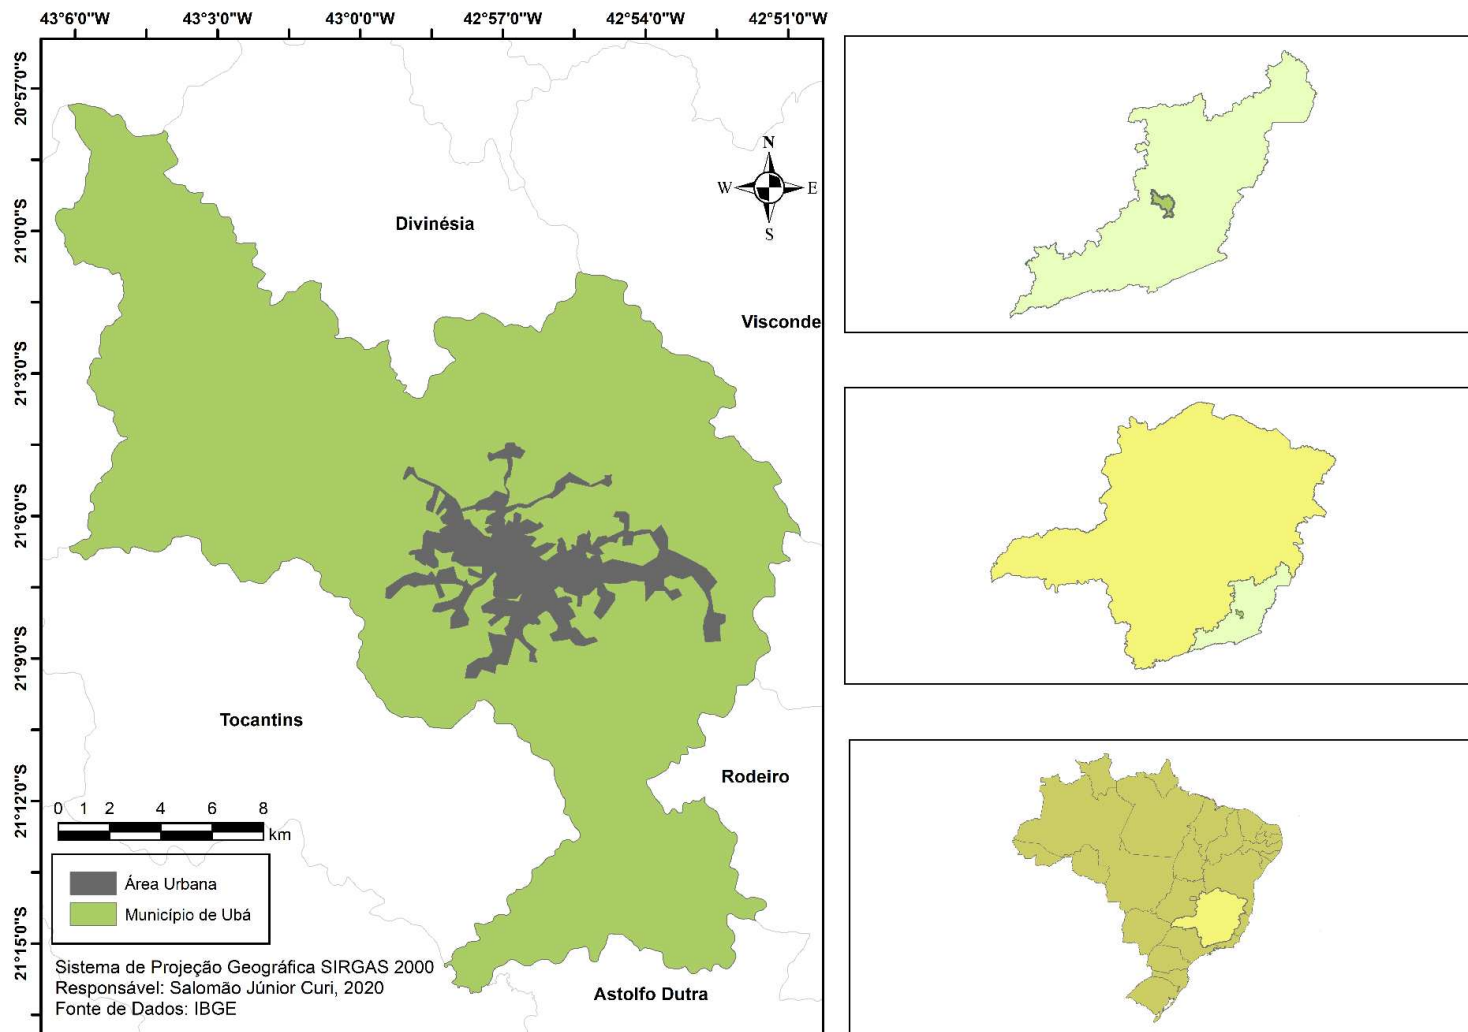 43°6'0"W 43°3'0"W 43°0'0"W 42°57'0"W 42°54'0"W 42°51'0"W
20°57'0"S
N
W E
S
Divinésia
21°0'0"S
Visconde
21°3'0"S
21°6'0"S
21°9'0"S
Tocantins
Rodeiro
21°12'0"S
0 1 2 4 6 8
km
Área Urbana
Município de Ubá
21°15'0"S
Sistema de Projeção Geográfica SIRGAS 2000
Responsável: Salomão Júnior Curi, 2020
Fonte de Dados: IBGE
Astolfo Dutra